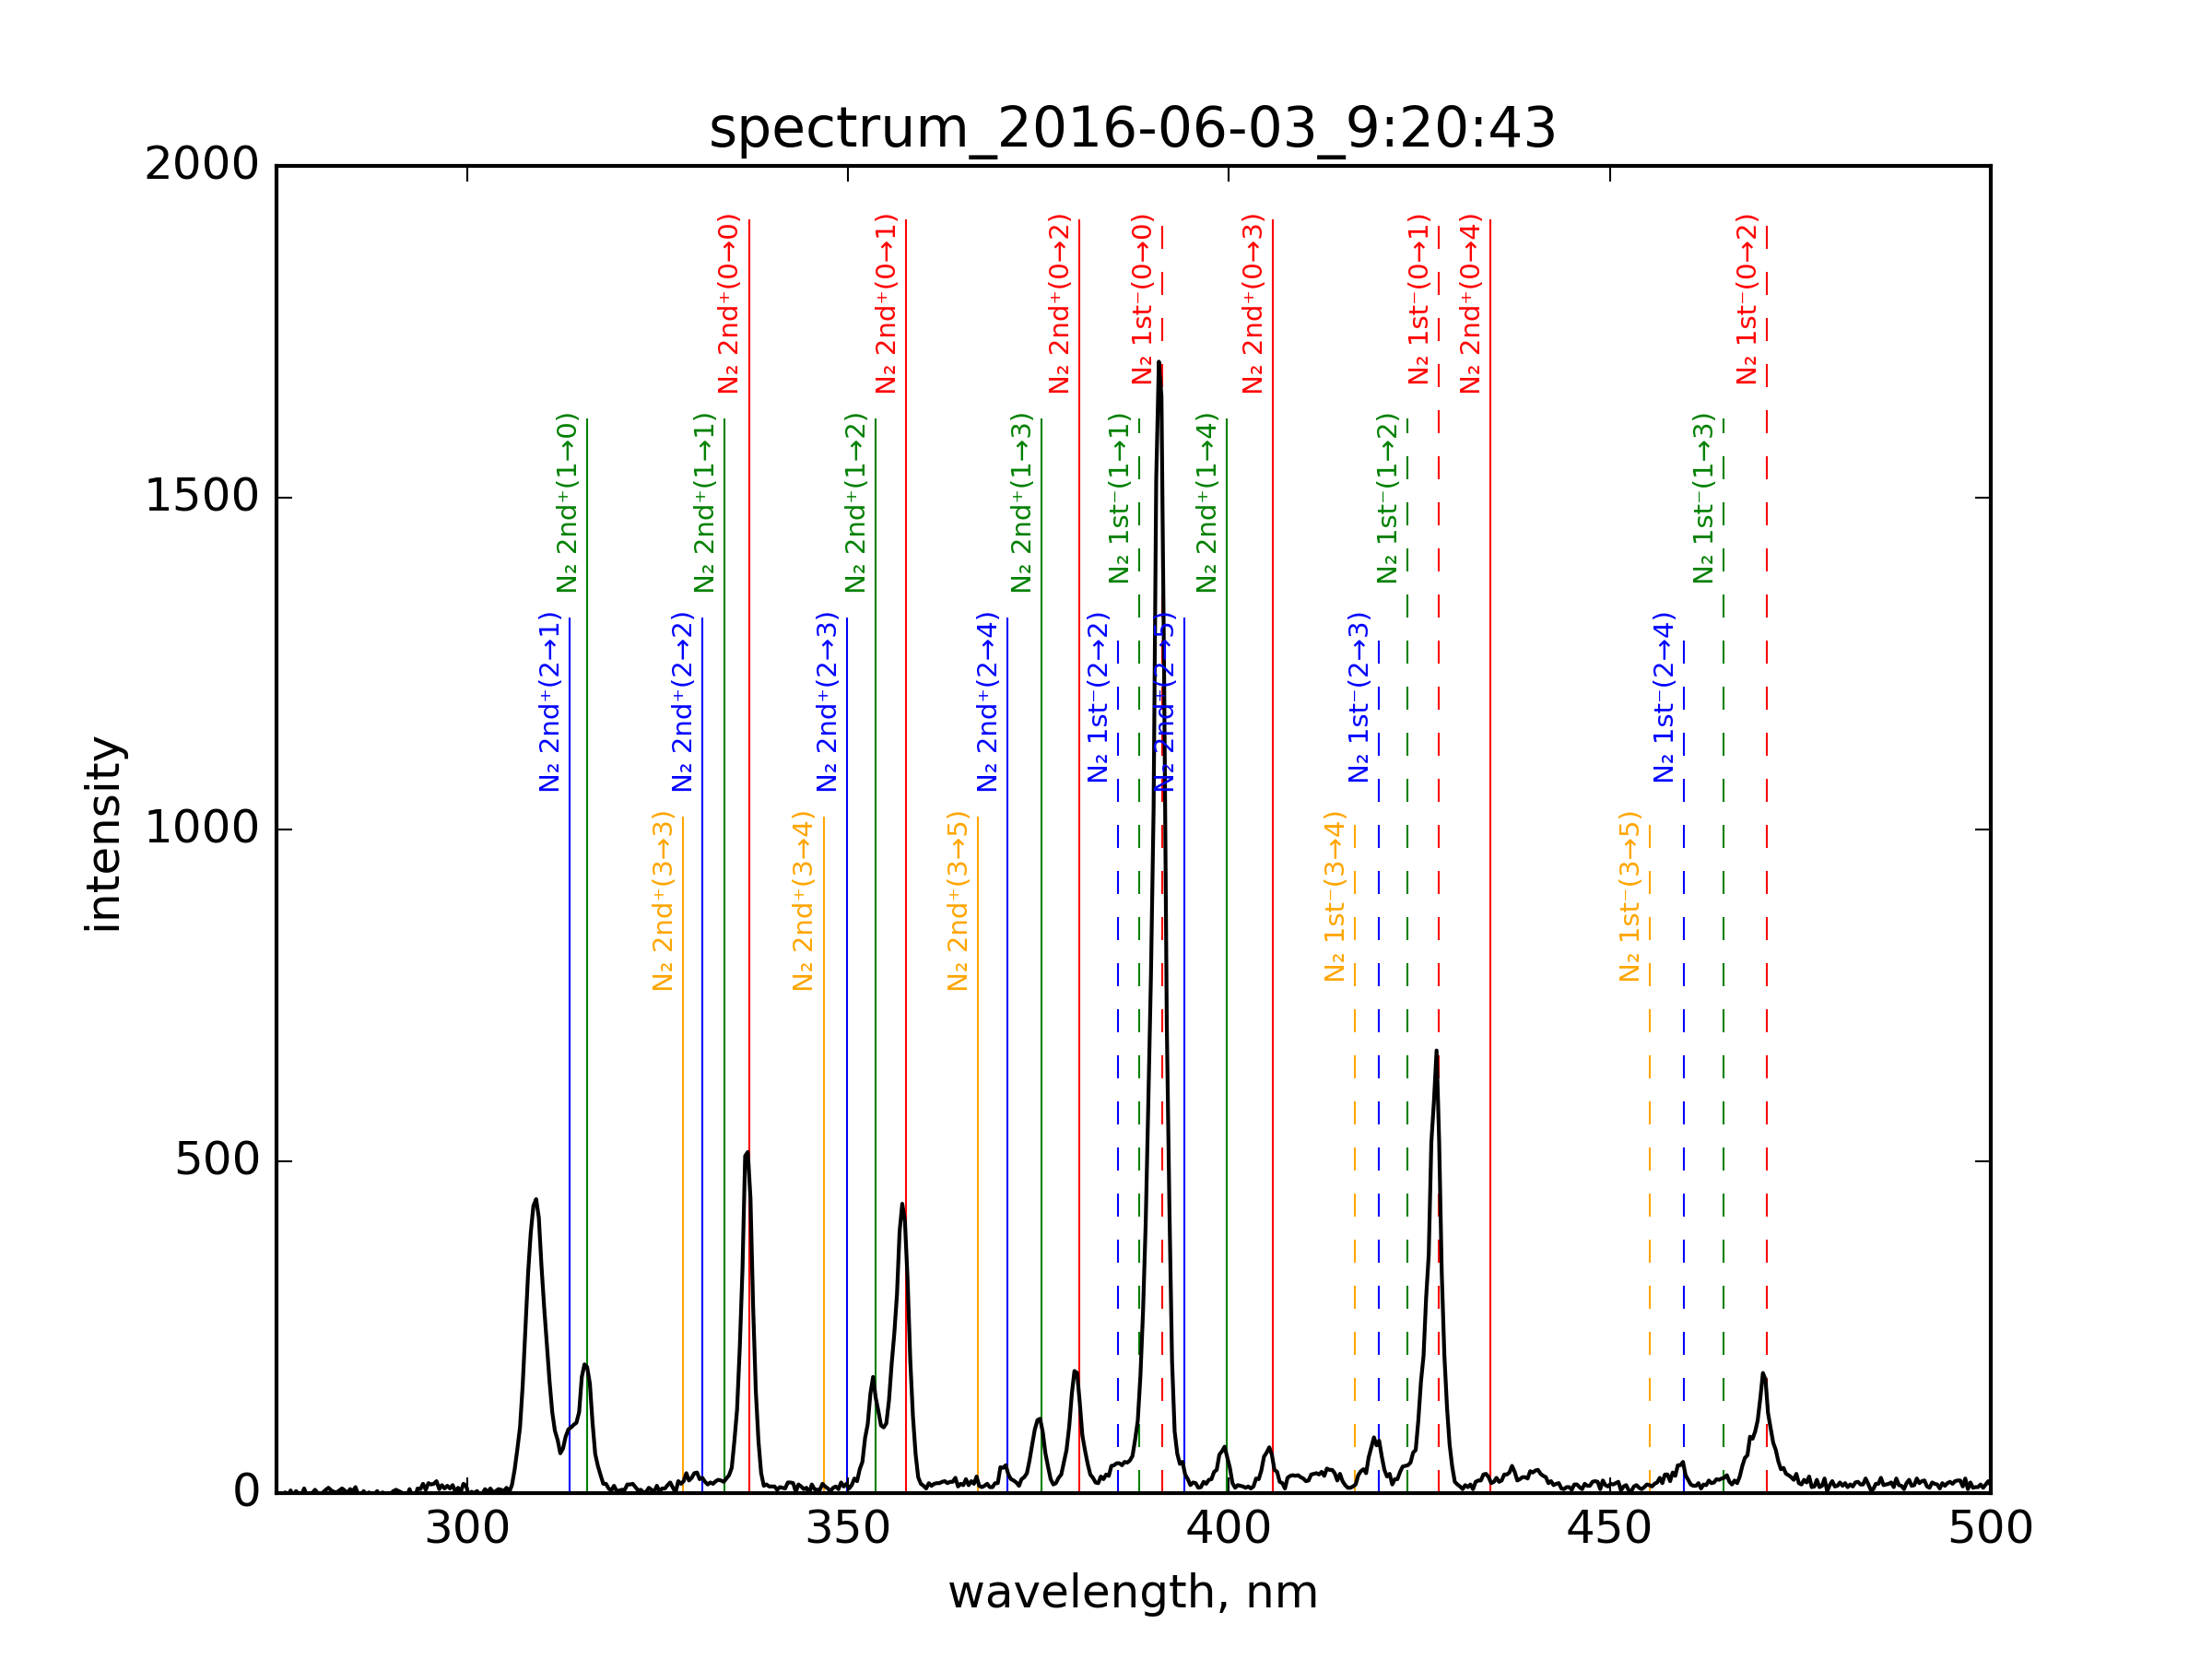 spectrum_2016-06-03_9:20:43
2000
1500
1000
500
0
intensity
N₂ 2nd⁺(0→0)
N₂ 2nd⁺(0→1)
N₂ 2nd⁺(0→2)
N₂ 1st⁻(0→0)
N₂ 2nd⁺(0→3)
N₂ 1st⁻(0→1)
N₂ 2nd⁺(0→4)
N₂ 1st⁻(0→2)
N₂ 2nd⁺(1→0)
N₂ 2nd⁺(1→1)
N₂ 2nd⁺(1→2)
N₂ 2nd⁺(1→3)
N₂ 1st⁻(1→1)
N₂ 2nd⁺(1→4)
N₂ 1st⁻(1→2)
N₂ 1st⁻(1→3)
N₂ 2nd⁺(2→1)
N₂ 2nd⁺(2→2)
N₂ 2nd⁺(2→3)
N₂ 2nd⁺(2→4)
N₂ 1st⁻(2→2)
N₂ 2nd⁺(2→5)
N₂ 1st⁻(2→3)
N₂ 1st⁻(2→4)
N₂ 2nd⁺(3→3)
N₂ 2nd⁺(3→4)
N₂ 2nd⁺(3→5)
N₂ 1st⁻(3→4)
N₂ 1st⁻(3→5)
300
350
400
450
500
wavelength, nm